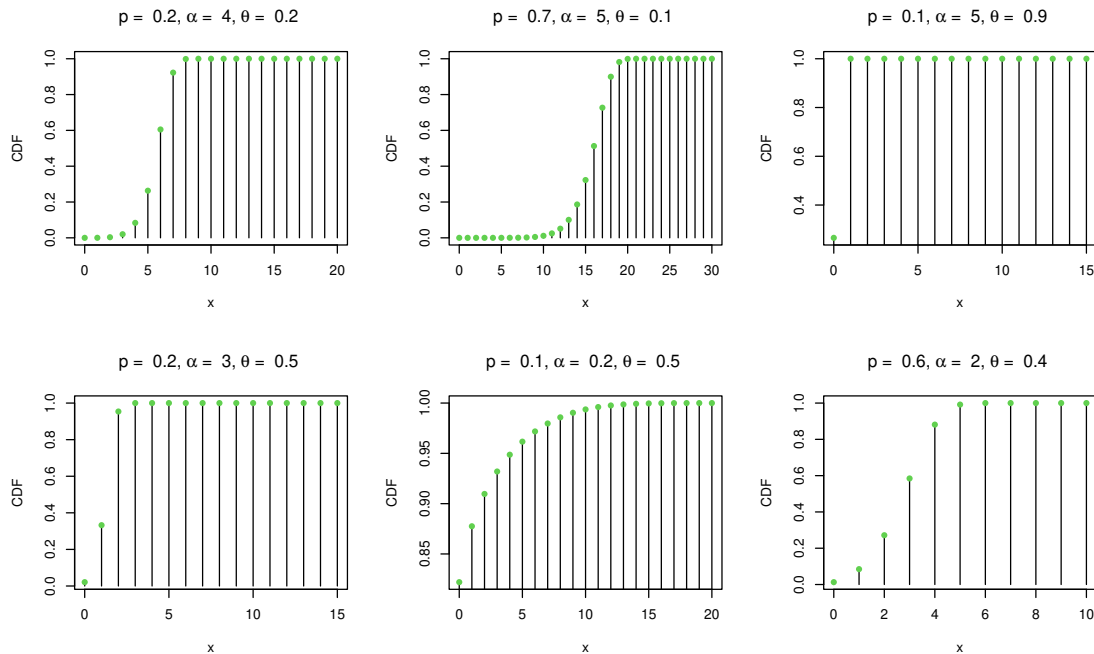 p = 0.2, α = 4, θ = 0.2
CDF
0.0 0.2 0.4 0.6 0.8 1.0
0 5 10 15 20
x
p = 0.7, α = 5, θ = 0.1
CDF
0.0 0.2 0.4 0.6 0.8 1.0
0 5 10 15 20 25 30
x
p = 0.1, α = 5, θ = 0.9
CDF
0.4 0.6 0.8 1.0
0 5 10 15
x
p = 0.2, α = 3, θ = 0.5
CDF
0.0 0.2 0.4 0.6 0.8 1.0
0 5 10 15
x
p = 0.1, α = 0.2, θ = 0.5
CDF
0.85 0.90 0.95 1.00
0 5 10 15 20
x
p = 0.6, α = 2, θ = 0.4
CDF
0.0 0.2 0.4 0.6 0.8 1.0
0 2 4 6 8 10
x